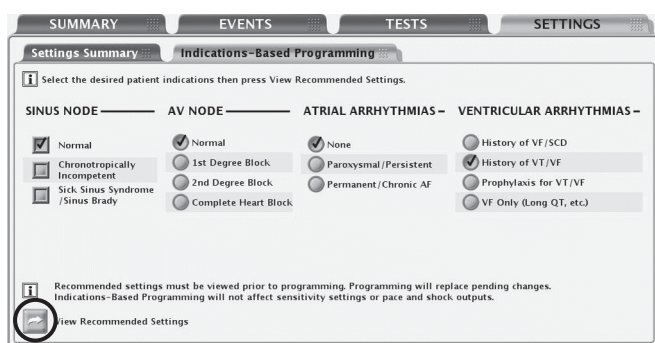 SUMMARY EVENTS TESTS SETTINGS
Settings Summary Indications-Based Programming
i Select the desired patient indications then press View Recommended Settings.
SINUS NODE AV NODE ATRIAL ARRHYTHMIAS VENTRICULAR ARRHYTHMIAS
Normal
Chronotropically
Incompetent
Sick Sinus Syndrome
/Sinus Brady
Normal
1st Degree Block
2nd Degree Block
Complete Heart Block
None
Paroxysmal/Persistent
Permanent/Chronic AF
History of VF/SCD
History of VT/VF
Prophylaxis for VT/VF
VF Only (Long QT, etc.)
i Recommended settings must be viewed prior to programming. Programming will replace pending changes.
Indications-Based Programming will not affect sensitivity settings or pace and shock outputs.
View Recommended Settings